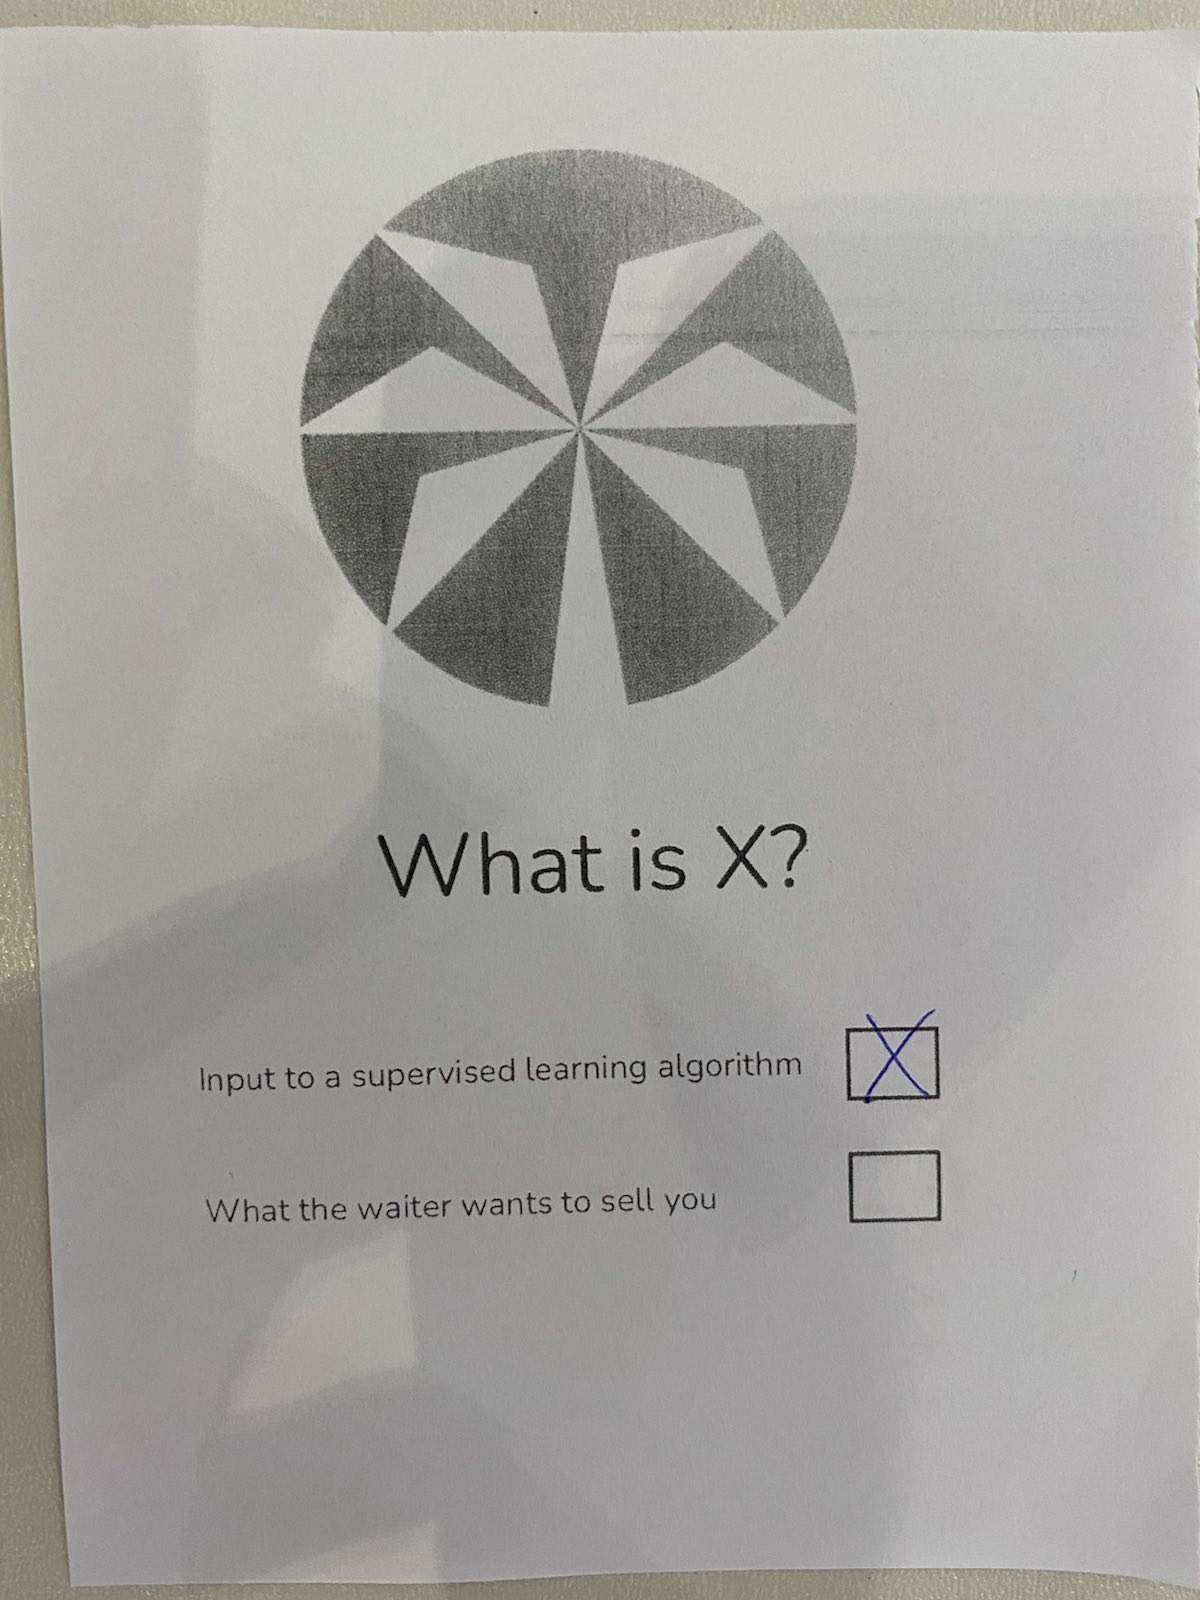 What is X?
Input to a supervised learning algorithm
What the waiter wants to sell you